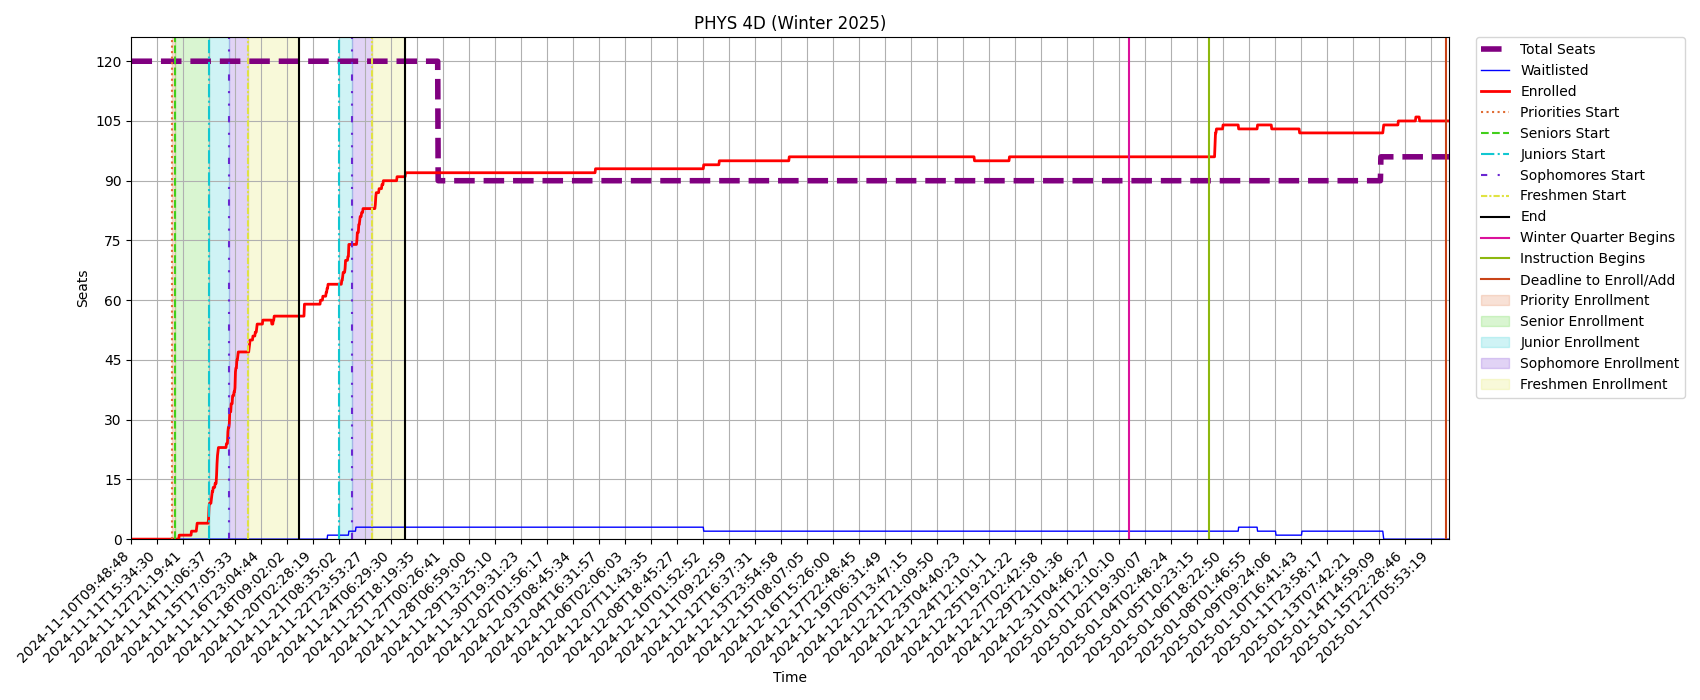 PHYS 4D (Winter 2025)
Seats
120
105
90
75
60
45
30
15
0
2024-11-10T09:48:48
2024-11-11T15:34:30
2024-11-12T21:19:41
2024-11-14T11:06:37
2024-11-15T17:05:33
2024-11-16T23:04:44
2024-11-18T09:02:02
2024-11-20T02:28:19
2024-11-21T08:35:02
2024-11-22T23:53:27
2024-11-24T06:29:30
2024-11-25T18:19:35
2024-11-27T00:26:41
2024-11-28T06:59:00
2024-11-29T13:25:10
2024-11-30T19:31:23
2024-12-02T01:56:17
2024-12-03T08:45:34
2024-12-04T16:31:57
2024-12-06T02:06:03
2024-12-07T11:43:35
2024-12-08T18:45:27
2024-12-10T01:52:52
2024-12-11T09:22:59
2024-12-12T16:37:31
2024-12-13T23:54:58
2024-12-15T08:07:05
2024-12-16T15:26:00
2024-12-17T22:48:45
2024-12-19T06:31:49
2024-12-20T13:47:15
2024-12-21T21:09:50
2024-12-23T04:40:23
2024-12-24T12:10:11
2024-12-25T19:21:22
2024-12-27T02:42:58
2024-12-29T21:01:36
2024-12-31T04:46:27
2025-01-01T12:10:10
2025-01-02T19:30:07
2025-01-04T02:48:24
2025-01-05T10:23:15
2025-01-06T18:22:50
2025-01-08T01:46:55
2025-01-09T09:24:06
2025-01-10T16:41:43
2025-01-11T23:58:17
2025-01-13T07:42:21
2025-01-14T14:59:09
2025-01-15T22:28:46
2025-01-17T05:53:19
Time
Total Seats
Waitlisted
Enrolled
Priorities Start
Seniors Start
Juniors Start
Sophomores Start
Freshmen Start
End
Winter Quarter Begins
Instruction Begins
Deadline to Enroll/Add
Priority Enrollment
Senior Enrollment
Junior Enrollment
Sophomore Enrollment
Freshmen Enrollment